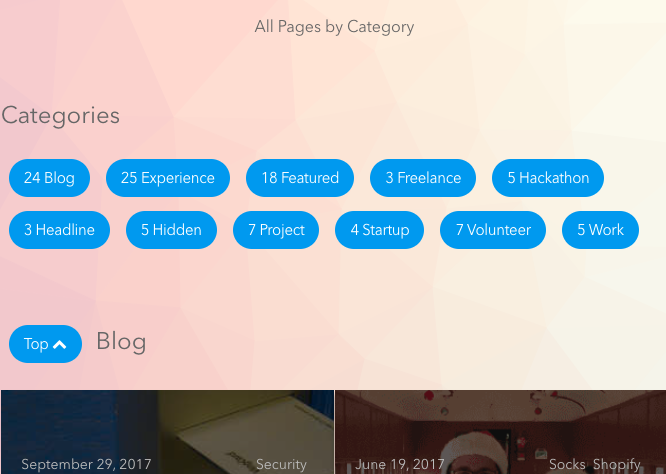 All Pages by Category
Categories
24 Blog 25 Experience 18 Featured 3 Freelance 5 Hackathon
3 Headline 5 Hidden 7 Project 4 Startup 7 Volunteer 5 Work
Top Blog
September 29, 2017 Security June 19, 2017 Socks Shopify